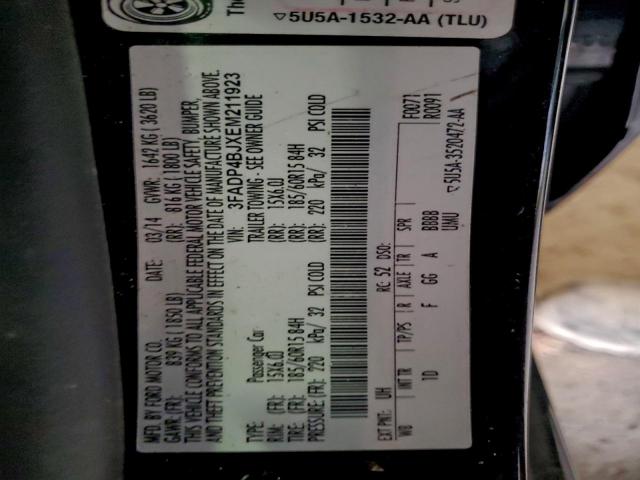 The
▽5U5A-1532-AA (TLU)
MFD. BY FORD MOTOR CO.
DATE: 03/14 GVWR: 1642 KG ( 3620 LB)
GAWR: (FR): 839 KG ( 1850 LB) (RR): 816 KG ( 1800 LB)
THIS VEHICLE CONFORMS TO ALL APPLICABLE FEDERAL MOTOR VEHICLE SAFETY, BUMPER,
AND THEFT PREVENTION STANDARDS IN EFFECT ON THE DATE OF MANUFACTURE SHOWN ABOVE.
VIN: 3FADP4BJXEM211923
TYPE: Passenger Car TRAILER TOWING - SEE OWNER GUIDE
RIM: (FR): 15X6.0J (RR): 15X6.0J
TIRE: (FR): 185/60R15 84H (RR): 185/60R15 84H
PRESSURE (FR): 220 kPa/ 32 PSI COLD (RR): 220 kPa/ 32 PSI COLD
EXT PNT: UH RC: 52 DSO: F0071
R0091
WB INT TR TP/PS R AXLE TR SPR
1D F GG A BBBB
UMU
▽5U5A-3520472-AA